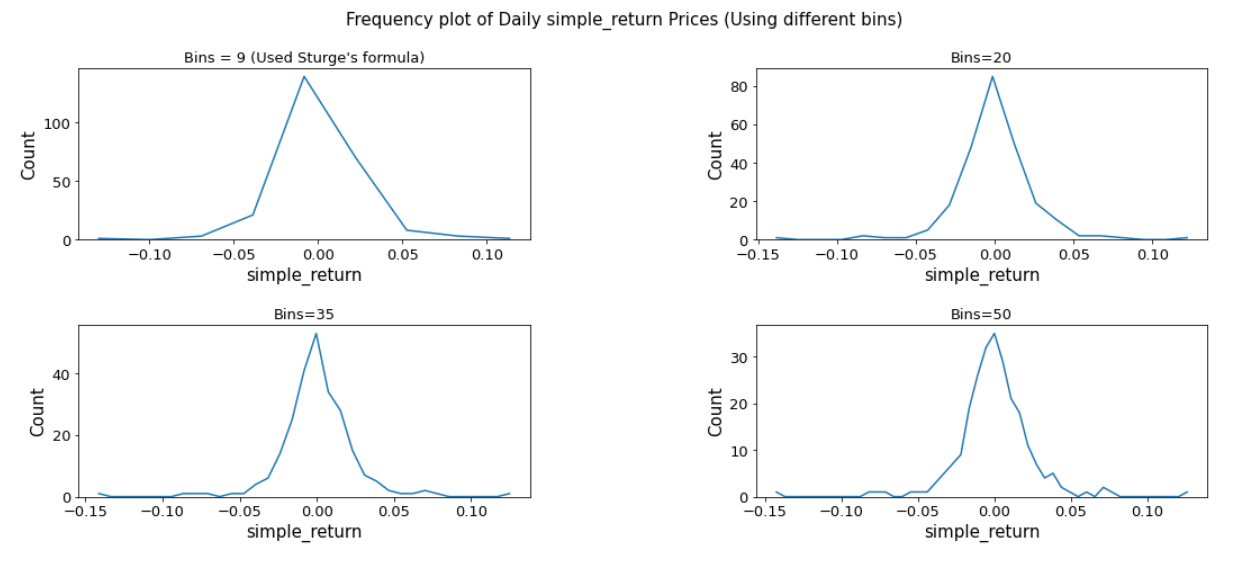 Frequency plot of Daily simple_return Prices (Using different bins)
Bins = 9 (Used Sturge's formula)
Count
100
50
0
−0.10 −0.05 0.00 0.05 0.10
simple_return
Bins=20
Count
80
60
40
20
0
−0.15 −0.10 −0.05 0.00 0.05 0.10
simple_return
Bins=35
Count
40
20
0
−0.15 −0.10 −0.05 0.00 0.05 0.10
simple_return
Bins=50
Count
30
20
10
0
−0.15 −0.10 −0.05 0.00 0.05 0.10
simple_return